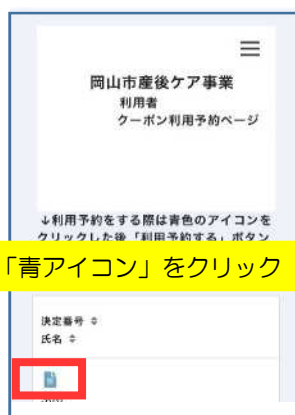 岡山市産後ケア事業
利用者
クーポン利用予約ページ
↓利用予約をする際は青色のアイコンを
クリックした後「利用予約する」ボタン
「青アイコン」をクリック
決定番号
氏名